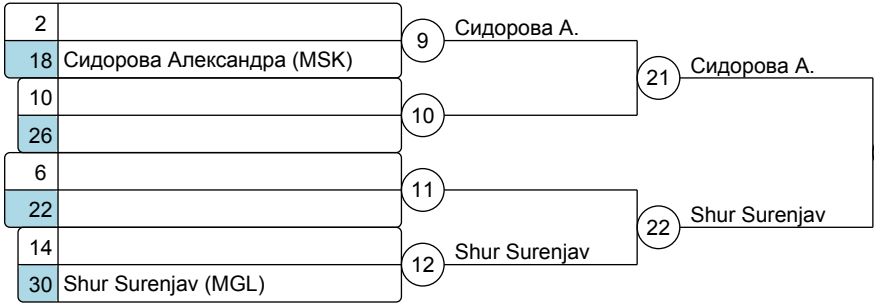 2
9
Сидорова А.
18 Сидорова Александра (MSK)
21
Сидорова А.
10
10
26
6
11
22
22
Shur Surenjav
14
12
Shur Surenjav
30 Shur Surenjav (MGL)